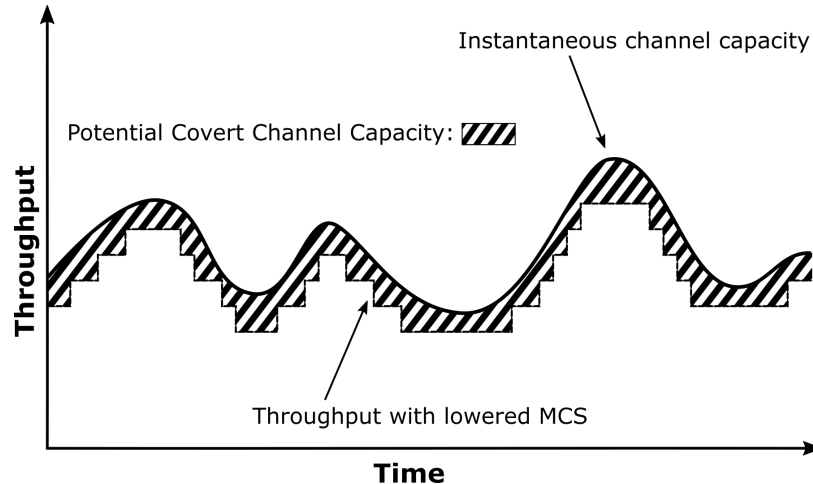 Instantaneous channel capacity
Potential Covert Channel Capacity:
Throughput
Throughput with lowered MCS
Time